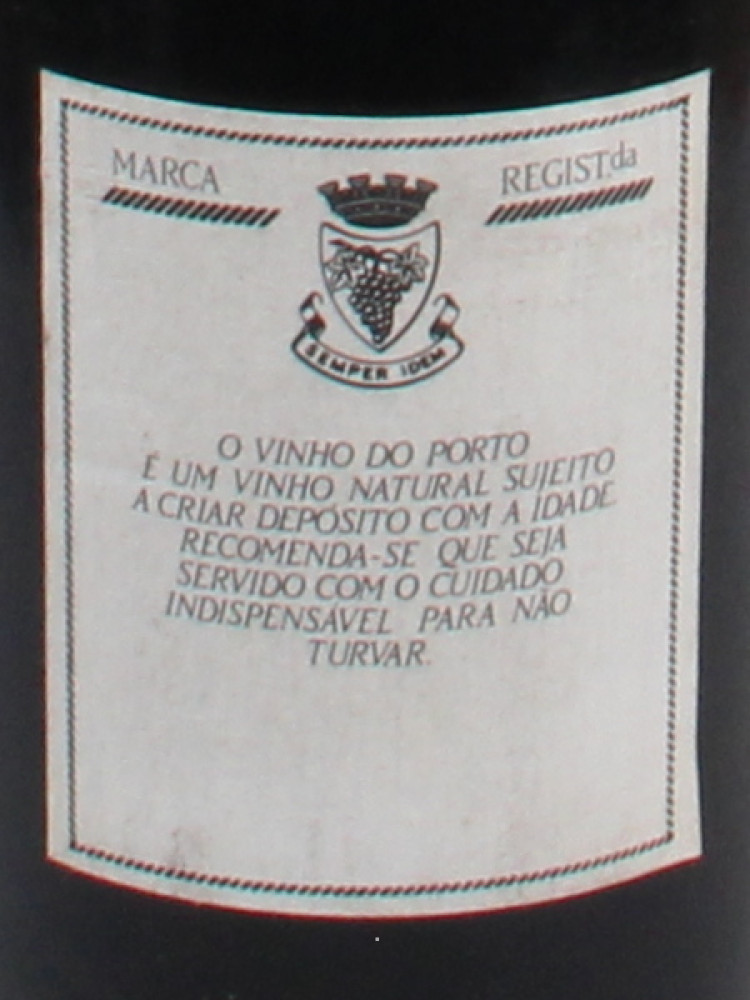 MARCA REGIST.da
SEMPER IDEM
O VINHO DO PORTO
É UM VINHO NATURAL SUJEITO
A CRIAR DEPÓSITO COM A IDADE
RECOMENDA-SE QUE SEJA
SERVIDO COM O CUIDADO
INDISPENSÁVEL PARA NÃO
TURVAR.